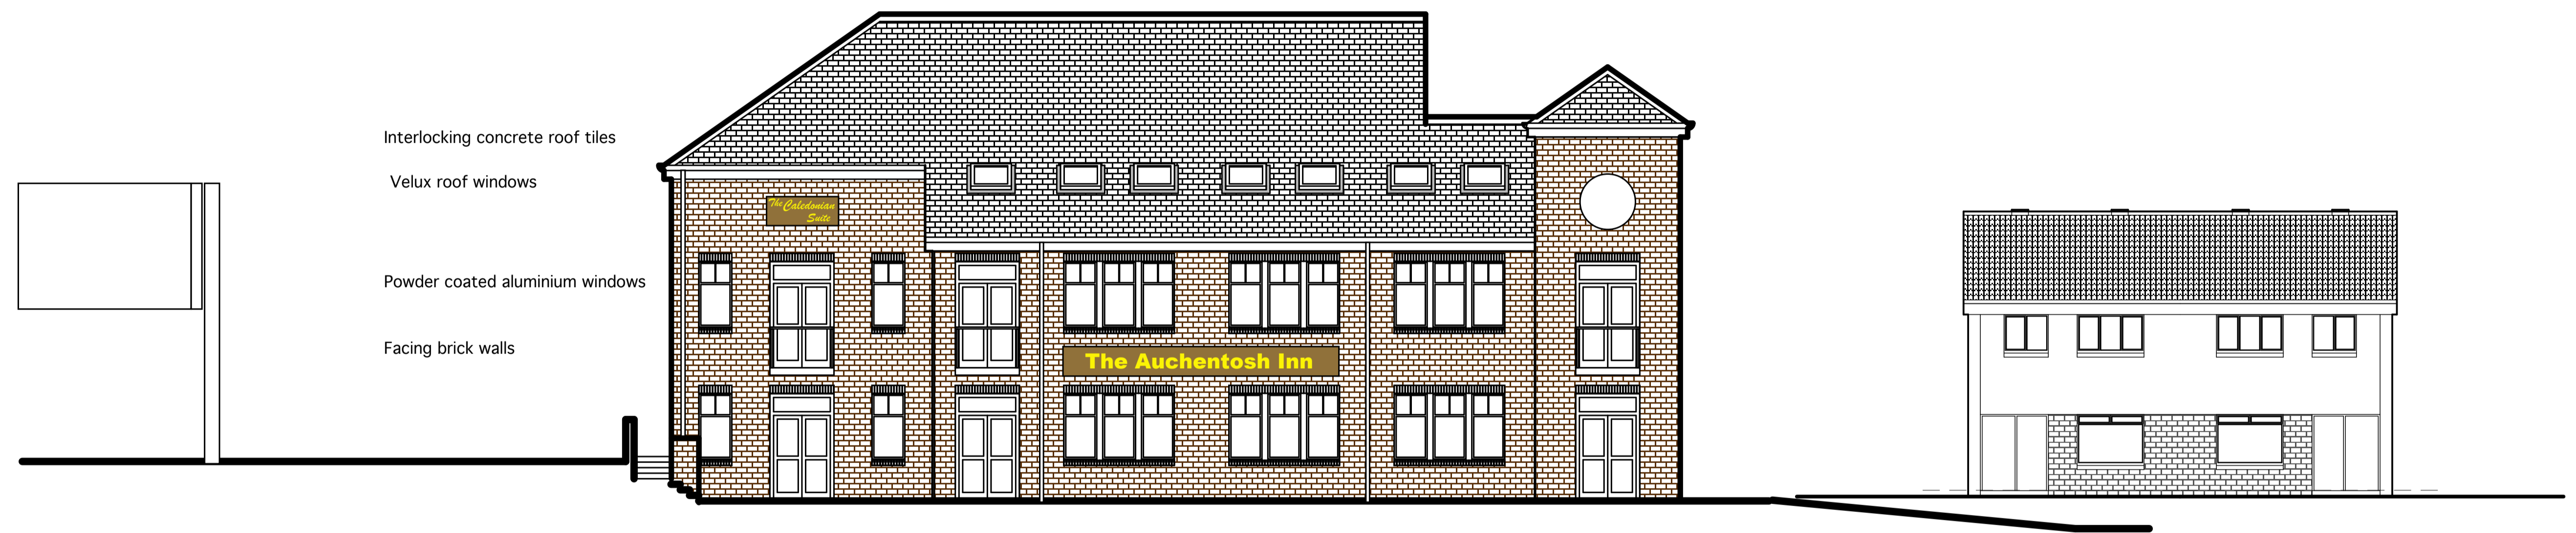 Interlocking concrete roof tiles
Velux roof windows
The Caledonian
Suite
Powder coated aluminium windows
Facing brick walls
The Auchentosh Inn